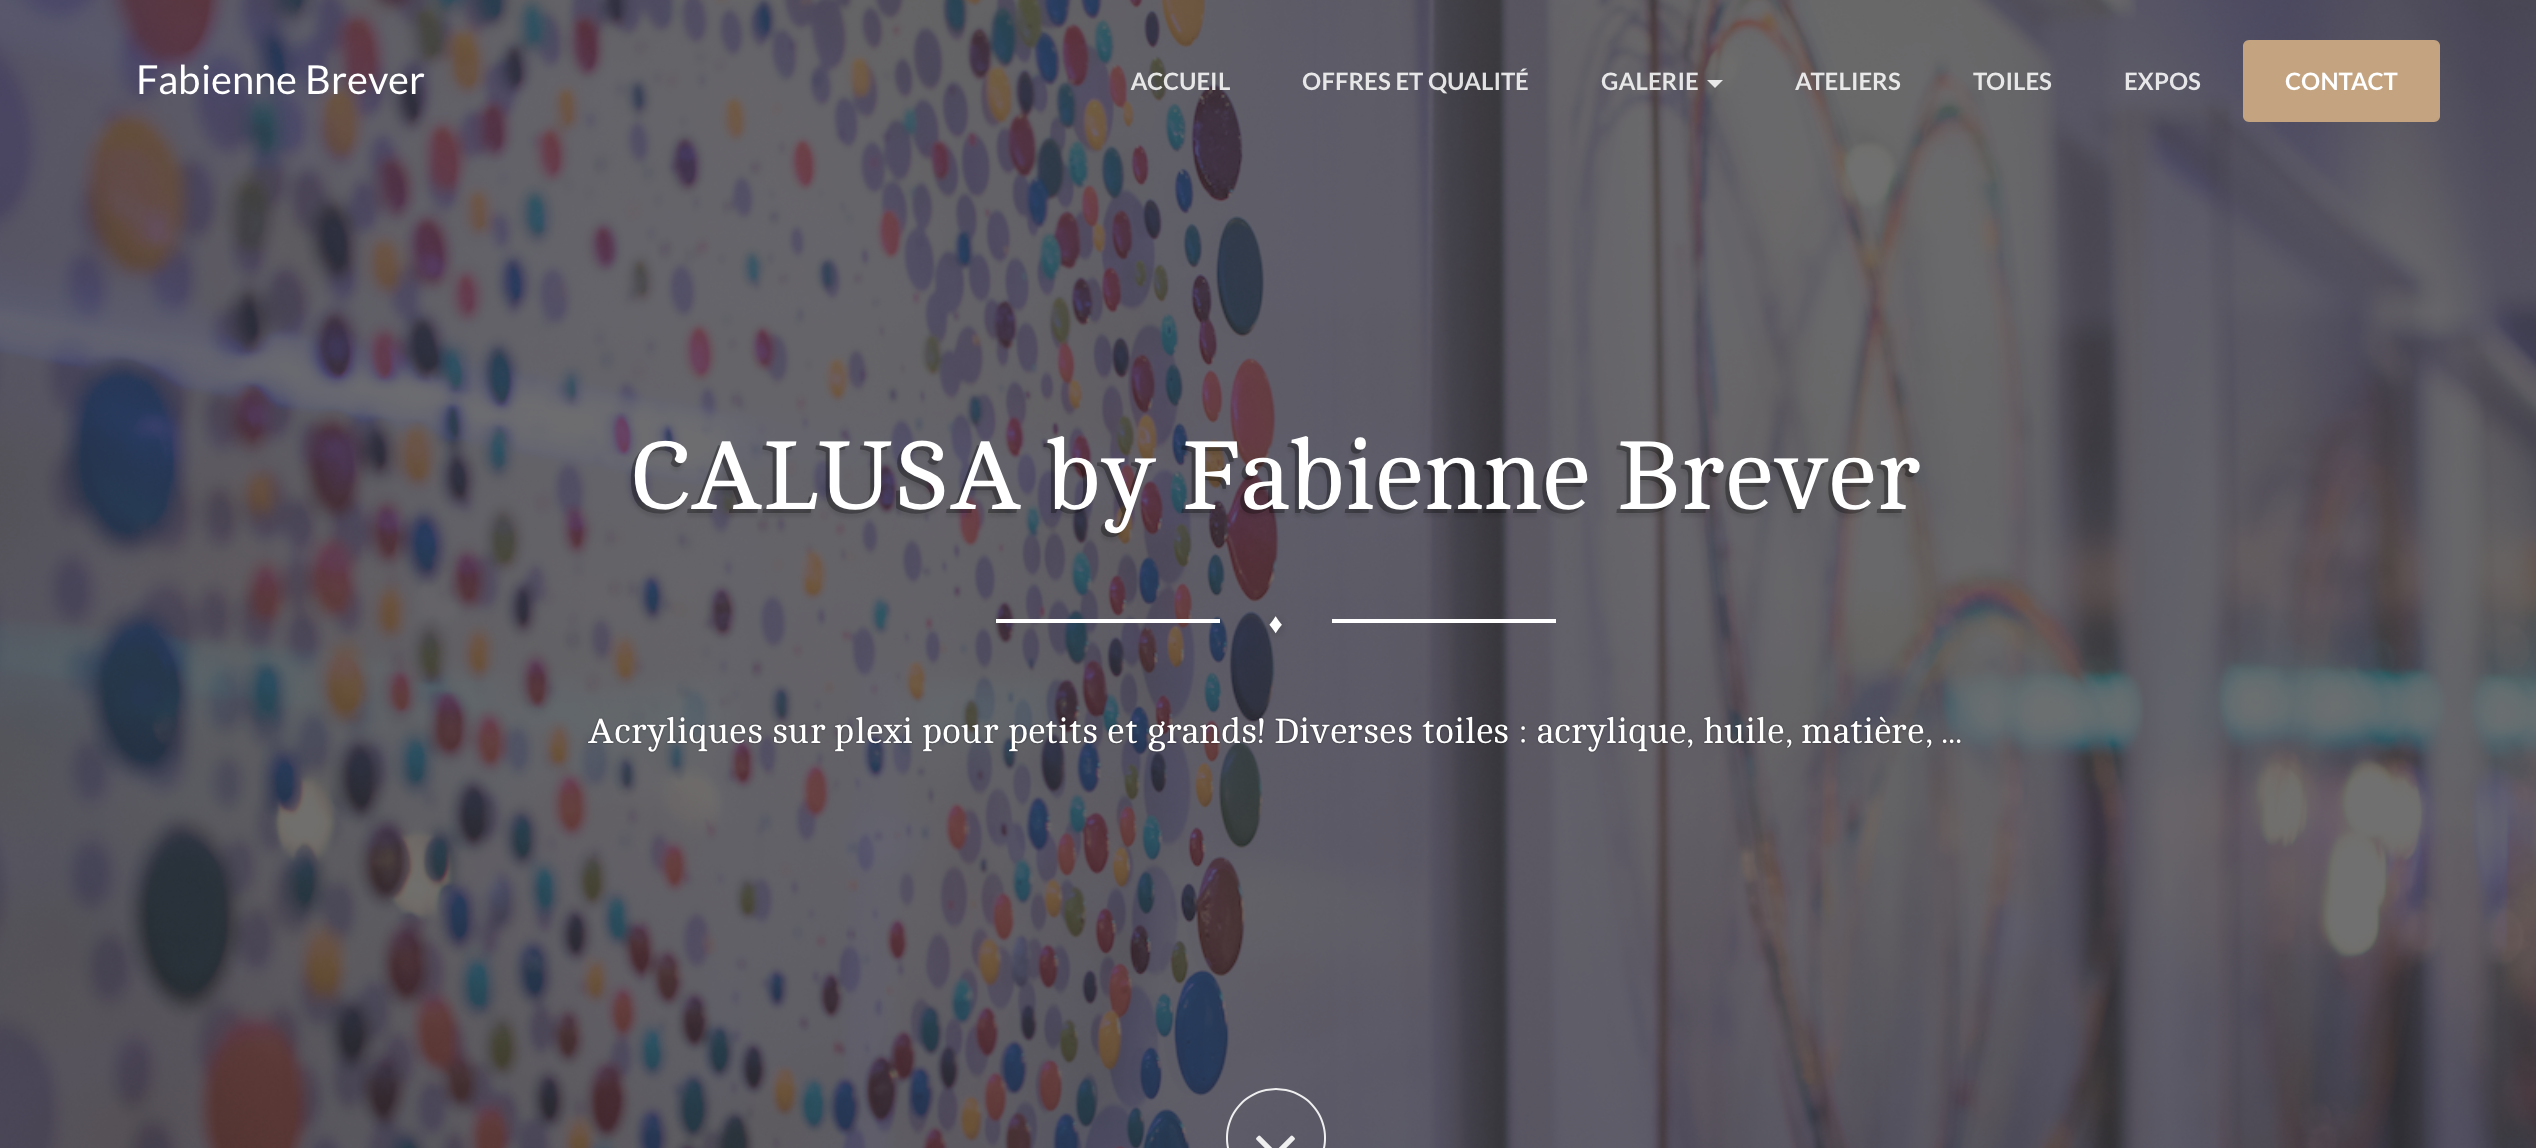 Fabienne Brever
ACCUEIL
OFFRES ET QUALITÉ
GALERIE
ATELIERS
TOILES
EXPOS
CONTACT
CALUSA by Fabienne Brever
Acryliques sur plexi pour petits et grands! Diverses toiles : acrylique, huile, matière, ...